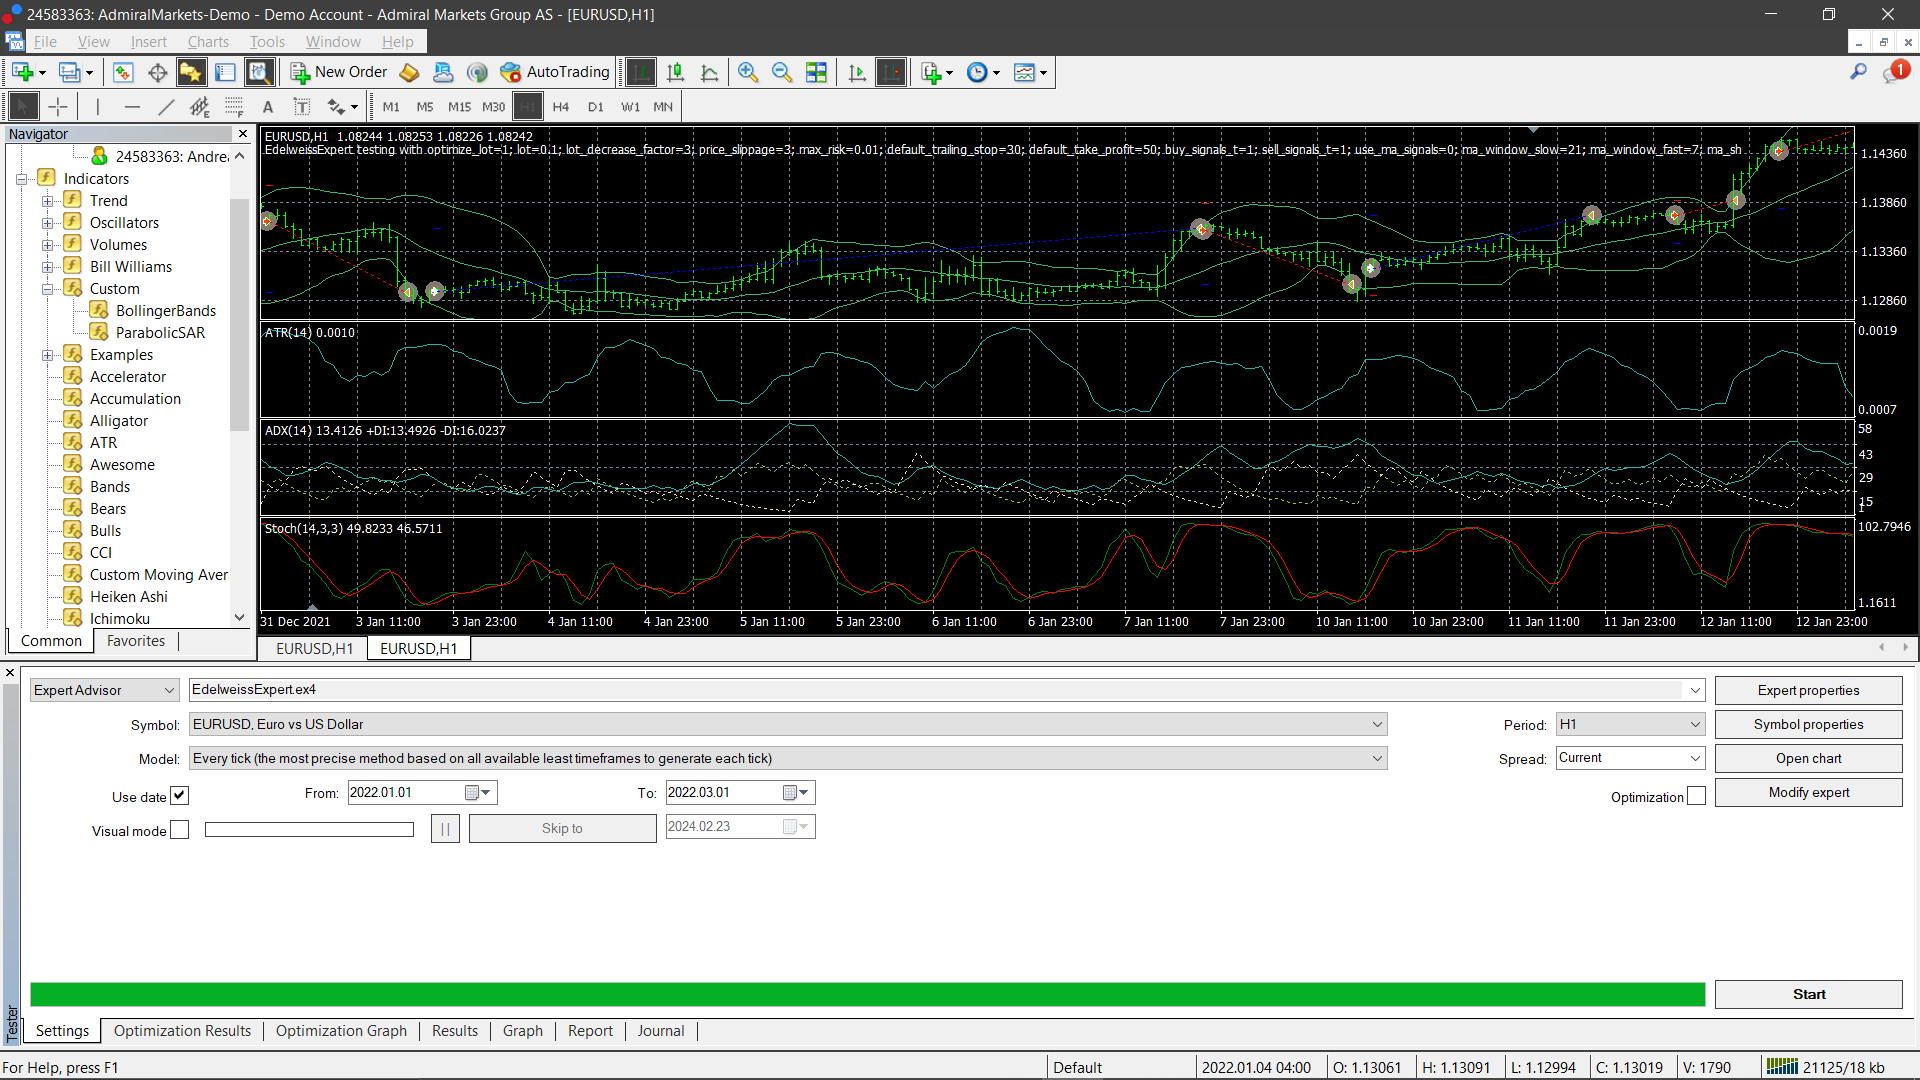 24583363: AdmiralMarkets-Demo - Demo Account - Admiral Markets Group AS - [EURUSD,H1]
File View Insert Charts Tools Window Help
New Order AutoTrading 1
A T M1 M5 M15 M30 H1 H4 D1 W1 MN
Navigator
24583363: Andrea
Indicators
Trend
Oscillators
Volumes
Bill Williams
Custom
BollingerBands
ParabolicSAR
Examples
Accelerator
Accumulation
Alligator
ATR
Awesome
Bands
Bears
Bulls
CCI
Custom Moving Aver
Heiken Ashi
Ichimoku
Common Favorites
EURUSD,H1 1.08244 1.08253 1.08226 1.08242
EdelweissExpert testing with optimize_lot=1; lot=0.1; lot_decrease_factor=3; price_slippage=3; max_risk=0.01; default_trailing_stop=30; default_take_profit=50; buy_signals_t=1; sell_signals_t=1; use_ma_signals=0; ma_window_slow=21; ma_window_fast=7; ma_sh
1.14360
1.13860
1.13360
1.12860
ATR(14) 0.0010
0.0019
0.0007
ADX(14) 13.4126 +DI:13.4926 -DI:16.0237
58
43
29
15
1
Stoch(14,3,3) 49.8233 46.5711
102.7946
1.1611
31 Dec 2021 3 Jan 11:00 3 Jan 23:00 4 Jan 11:00 4 Jan 23:00 5 Jan 11:00 5 Jan 23:00 6 Jan 11:00 6 Jan 23:00 7 Jan 11:00 7 Jan 23:00 10 Jan 11:00 10 Jan 23:00 11 Jan 11:00 11 Jan 23:00 12 Jan 11:00 12 Jan 23:00
EURUSD,H1 EURUSD,H1
Expert Advisor EdelweissExpert.ex4 Expert properties
Symbol: EURUSD, Euro vs US Dollar Period: H1 Symbol properties
Model: Every tick (the most precise method based on all available least timeframes to generate each tick) Spread: Current Open chart
Use date From: 2022.01.01 To: 2022.03.01 Optimization Modify expert
Visual mode Skip to 2024.02.23
Start
Tester
Settings Optimization Results Optimization Graph Results Graph Report Journal
For Help, press F1 Default 2022.01.04 04:00 O: 1.13061 H: 1.13091 L: 1.12994 C: 1.13019 V: 1790 21125/18 kb